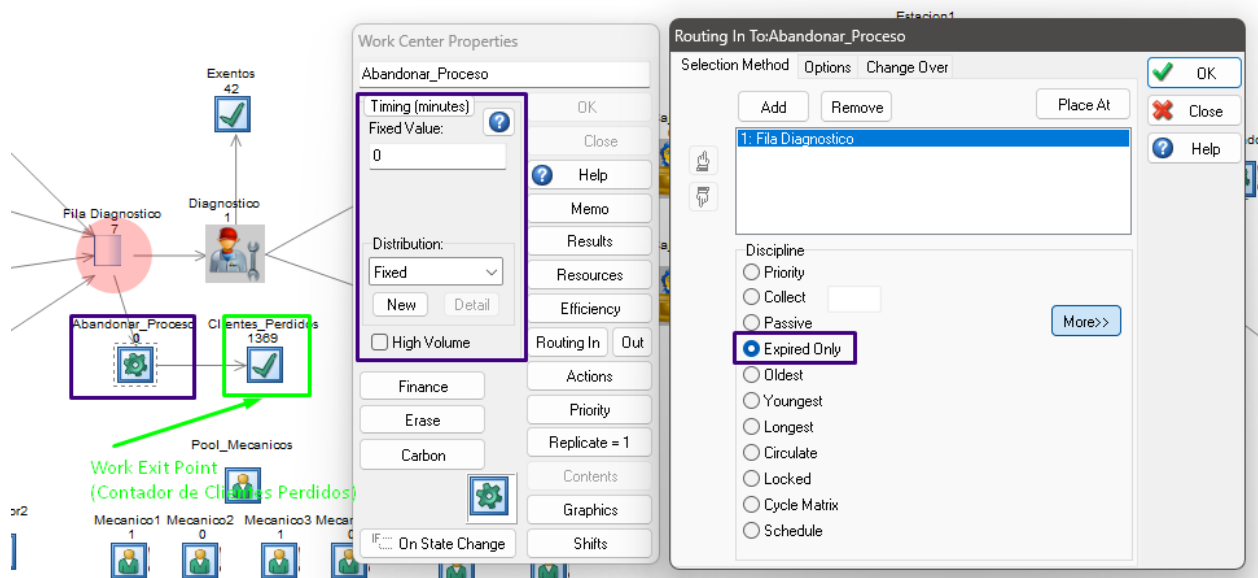 Exentos
42
Fila Diagnostico
7
Diagnostico
1
Abandonar_Proceso
0
Clientes_Perdidos
1369
Work Exit Point
(Contador de Clientes Perdidos)
Pool_Mecanicos
Mecanico1
1
Mecanico2
0
Mecanico3
1
Work Center Properties
Abandonar_Proceso
Timing (minutes)
Fixed Value:
0
Distribution:
Fixed
New
Detail
High Volume
Finance
Erase
Carbon
On State Change
OK
Close
Help
Memo
Results
Resources
Efficiency
Routing In
Out
Actions
Priority
Replicate = 1
Contents
Graphics
Shifts
Estacion1
Routing In To:Abandonar_Proceso
Selection Method
Options
Change Over
Add
Remove
Place At
1: Fila Diagnostico
Discipline
Priority
Collect
Passive
Expired Only
Oldest
Youngest
Longest
Circulate
Locked
Cycle Matrix
Schedule
More>>
OK
Close
Help